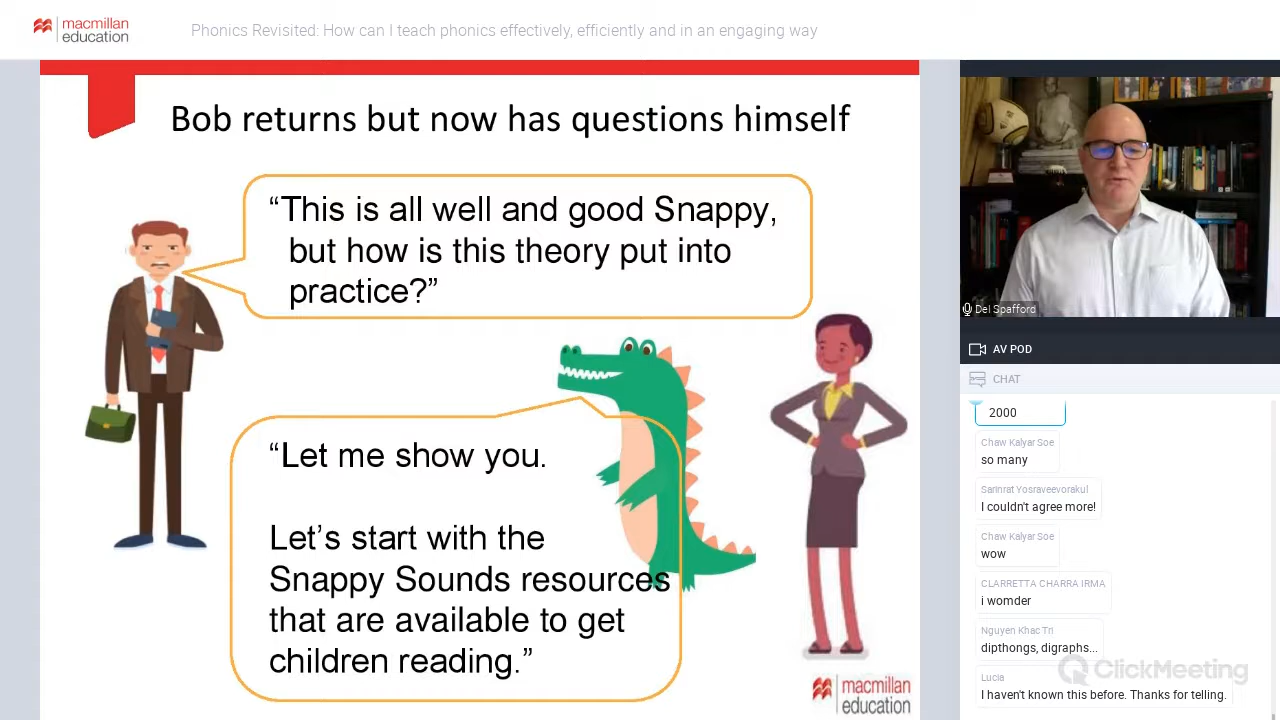 macmillan
education
Phonics Revisited: How can I teach phonics effectively, efficiently and in an engaging way
Bob returns but now has questions himself
“This is all well and good Snappy,
but how is this theory put into
practice?”
“Let me show you.
Let’s start with the
Snappy Sounds resources
that are available to get
children reading.”
macmillan
education
Del Spafford
AV POD
CHAT
2000
Chaw Kalyar Soe
so many
Sarinrat Yosraveevorakul
I couldn't agree more!
Chaw Kalyar Soe
wow
CLARRETTA CHARRA IRMA
i womder
Nguyen Khac Tri
dipthongs, digraphs...
ClickMeeting
Lucia
I haven't known this before. Thanks for telling.